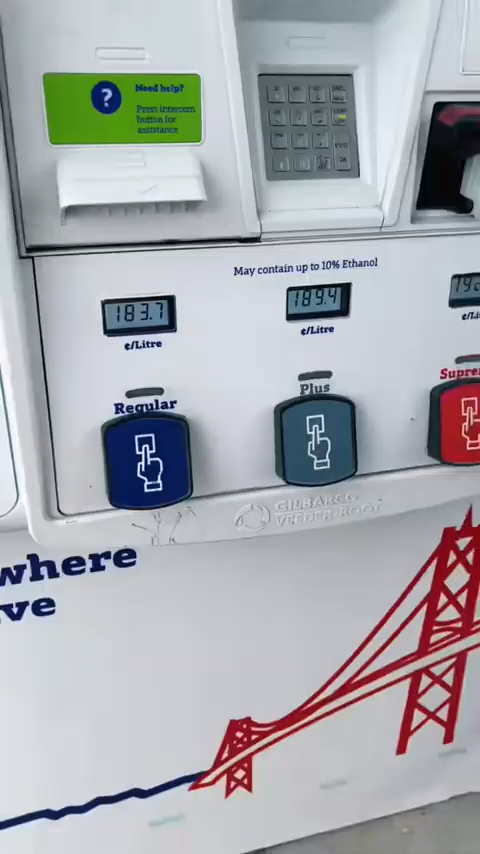 Need help?
Press Intercom
button for
assistance
May contain up to 10% Ethanol
183.7
189.4
¢/Litre
¢/Litre
Regular
Plus
GILBARCO
VEEDER-ROOT
where
ve